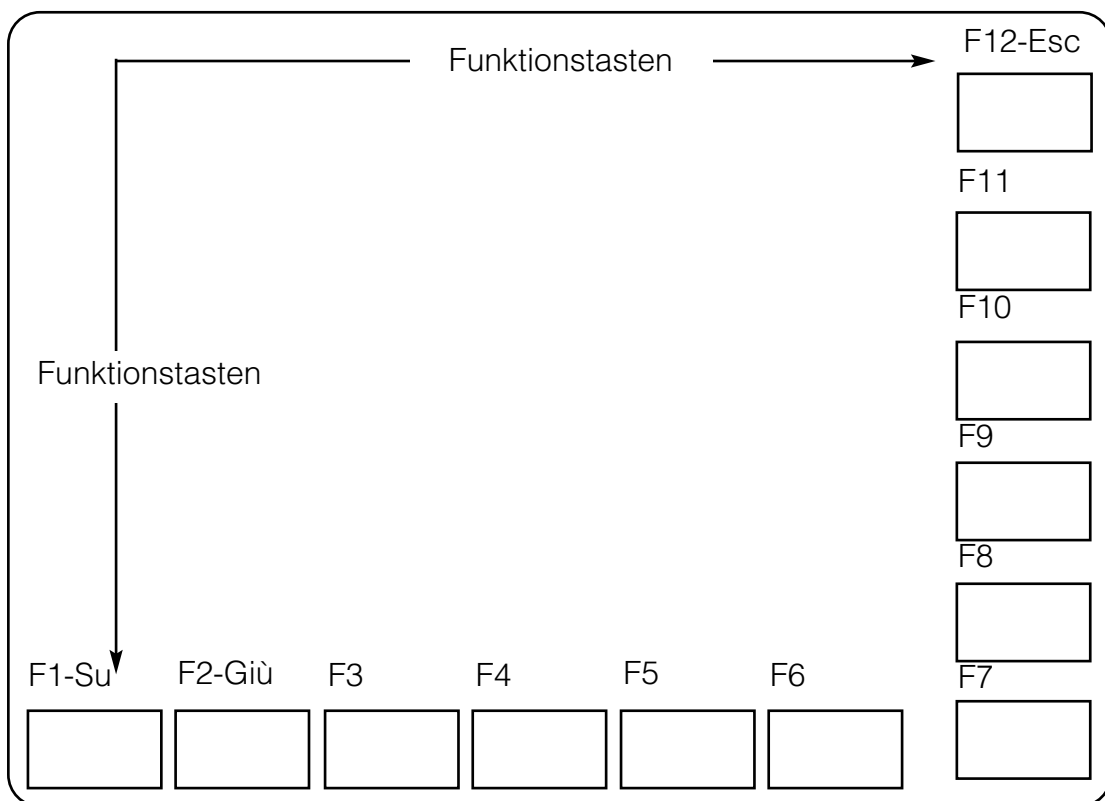 F12-Esc
Funktionstasten
F11
F10
Funktionstasten
F9
F8
F1-Su
F2-Giù
F3
F4
F5
F6
F7